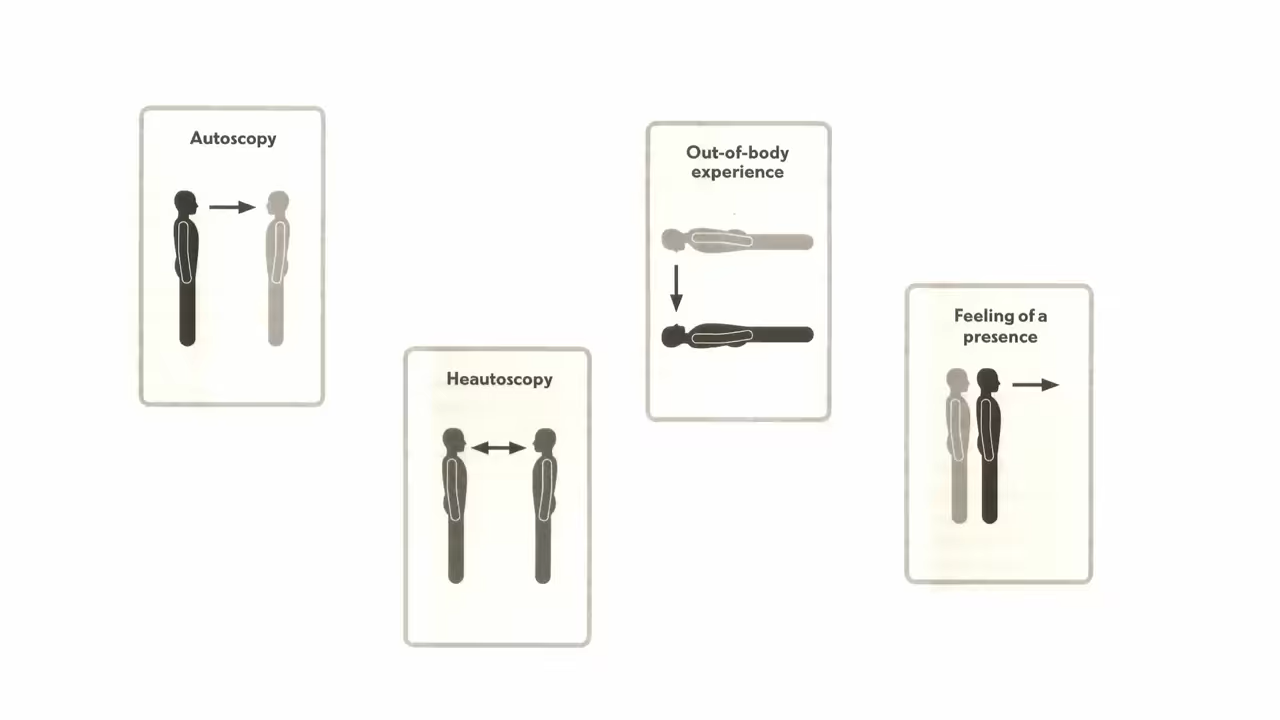 Autoscopy
Heautoscopy
Out-of-body
experience
Feeling of a
presence